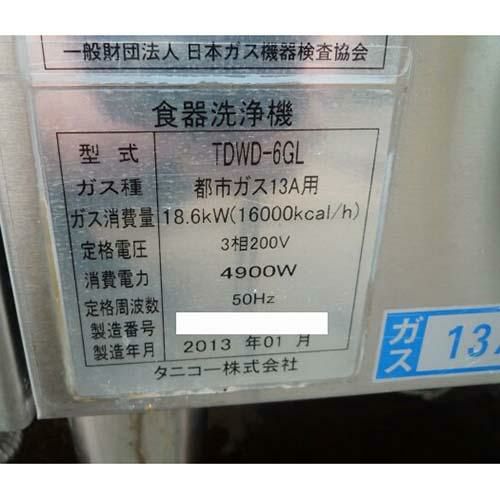 一般財団法人 日本ガス機器検査協会
食器洗浄機
型式 TDWD-6GL
ガス種 都市ガス13A用
ガス消費量 18.6kW(16000kcal/h)
定格電圧 3相200V
消費電力 4900W
定格周波数 50Hz
製造番号
製造年月 2013 年 01 月
タニコー株式会社
ガス 13A